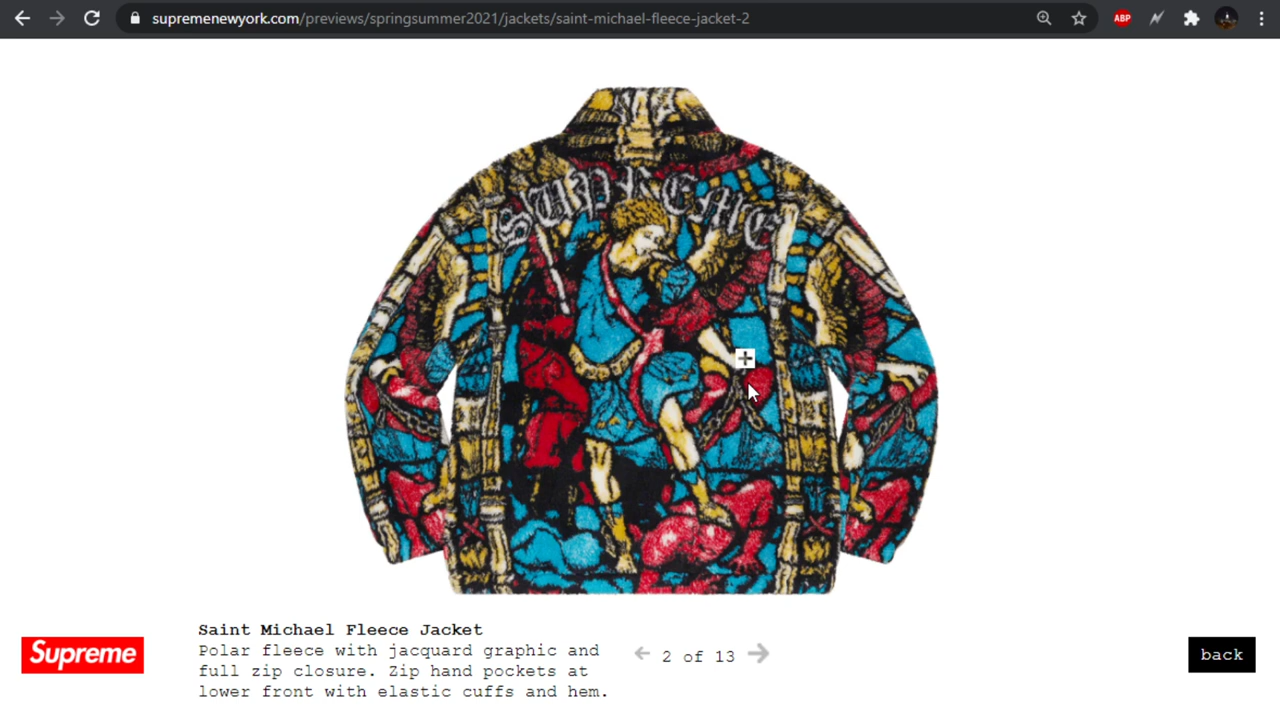 supremenewyork.com/previews/springsummer2021/jackets/saint-michael-fleece-jacket-2
ABP
SUPREME
Saint Michael Fleece Jacket
Polar fleece with jacquard graphic and
full zip closure. Zip hand pockets at
lower front with elastic cuffs and hem.
Supreme
2 of 13
back